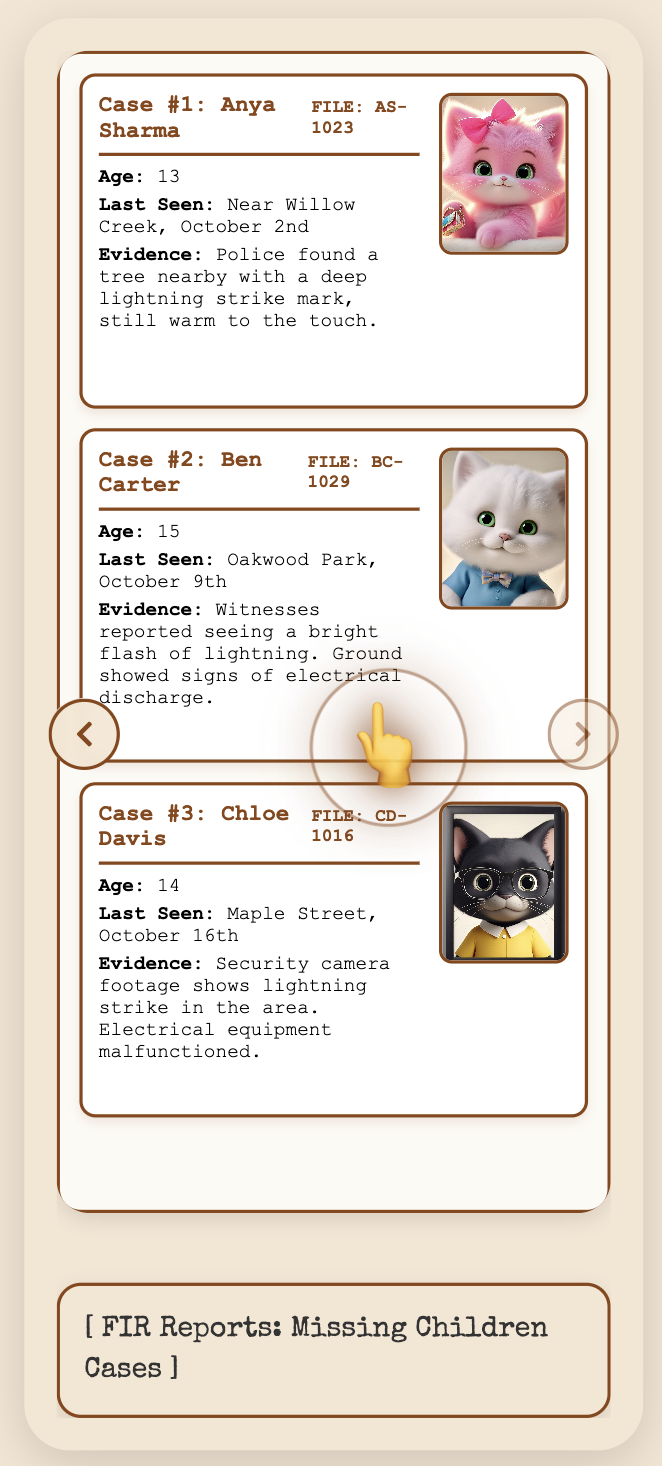 Case #1: Anya
Sharma
FILE: AS-
1023
Age: 13
Last Seen: Near Willow
Creek, October 2nd
Evidence: Police found a
tree nearby with a deep
lightning strike mark,
still warm to the touch.
Case #2: Ben
Carter
FILE: BC-
1029
Age: 15
Last Seen: Oakwood Park,
October 9th
Evidence: Witnesses
reported seeing a bright
flash of lightning. Ground
showed signs of electrical
discharge.
Case #3: Chloe
Davis
FILE: CD-
1016
Age: 14
Last Seen: Maple Street,
October 16th
Evidence: Security camera
footage shows lightning
strike in the area.
Electrical equipment
malfunctioned.
[ FIR Reports: Missing Children
Cases ]